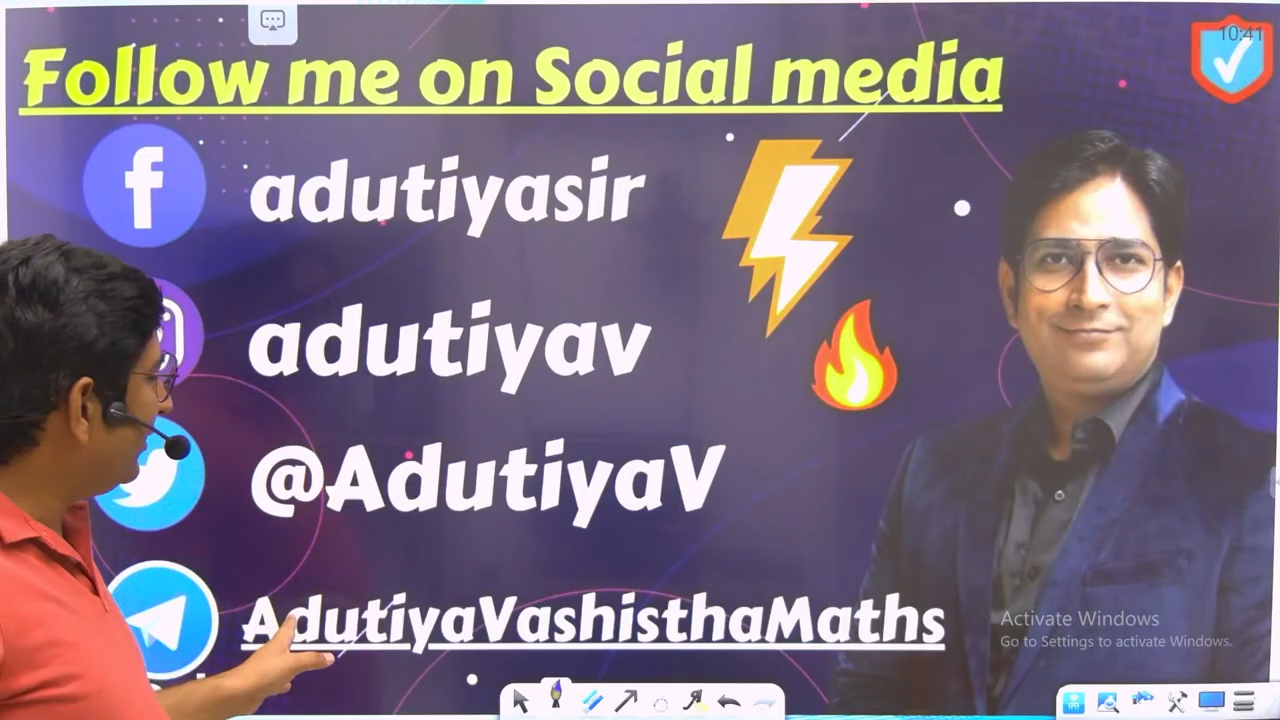 10:41
Follow me on Social media
adutiyasir
adutiyav
@AdutiyaV
AdutiyaVashisthaMaths
Activate Windows
Go to Settings to activate Windows.